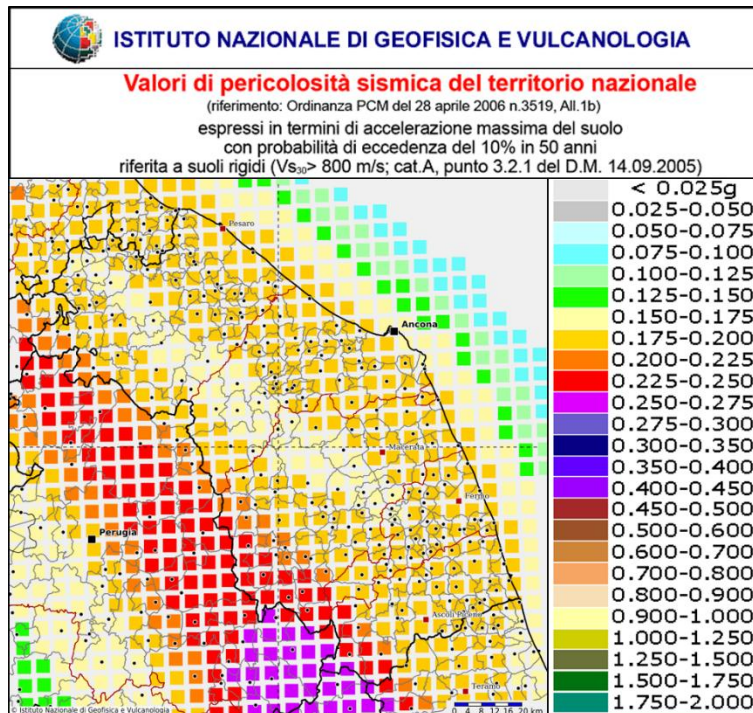 ISTITUTO NAZIONALE DI GEOFISICA E VULCANOLOGIA
Valori di pericolosità sismica del territorio nazionale
(riferimento: Ordinanza PCM del 28 aprile 2006 n.3519, All.1b)
espressi in termini di accelerazione massima del suolo
con probabilità di eccedenza del 10% in 50 anni
riferita a suoli rigidi (Vs30> 800 m/s; cat.A, punto 3.2.1 del D.M. 14.09.2005)
Pesaro
Ancona
Macerata
Fermo
Perugia
Ascoli Piceno
Teramo
0 4 8 12 16 20 km
© Istituto Nazionale di Geofisica e Vulcanologia
< 0.025g
0.025-0.050
0.050-0.075
0.075-0.100
0.100-0.125
0.125-0.150
0.150-0.175
0.175-0.200
0.200-0.225
0.225-0.250
0.250-0.275
0.275-0.300
0.300-0.350
0.350-0.400
0.400-0.450
0.450-0.500
0.500-0.600
0.600-0.700
0.700-0.800
0.800-0.900
0.900-1.000
1.000-1.250
1.250-1.500
1.500-1.750
1.750-2.000